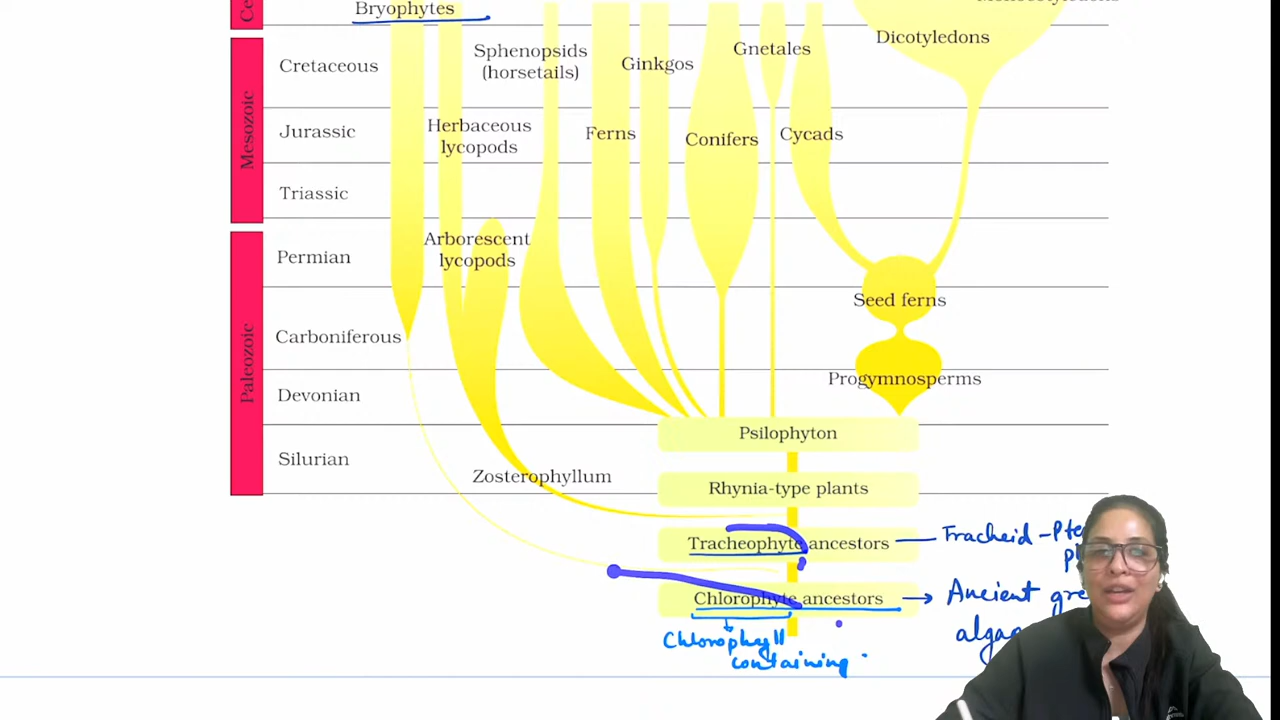 Bryophytes
Dicotyledons
Mesozoic
Cretaceous
Sphenopsids
(horsetails)
Ginkgos
Gnetales
Jurassic
Herbaceous
lycopods
Ferns
Conifers
Cycads
Triassic
Paleozoic
Permian
Arborescent
lycopods
Seed ferns
Carboniferous
Progymnosperms
Devonian
Psilophyton
Silurian
Zosterophyllum
Rhynia-type plants
Tracheophyte ancestors
Tracheid -
Chlorophyte ancestors
Ancient
Chlorophyll
containing